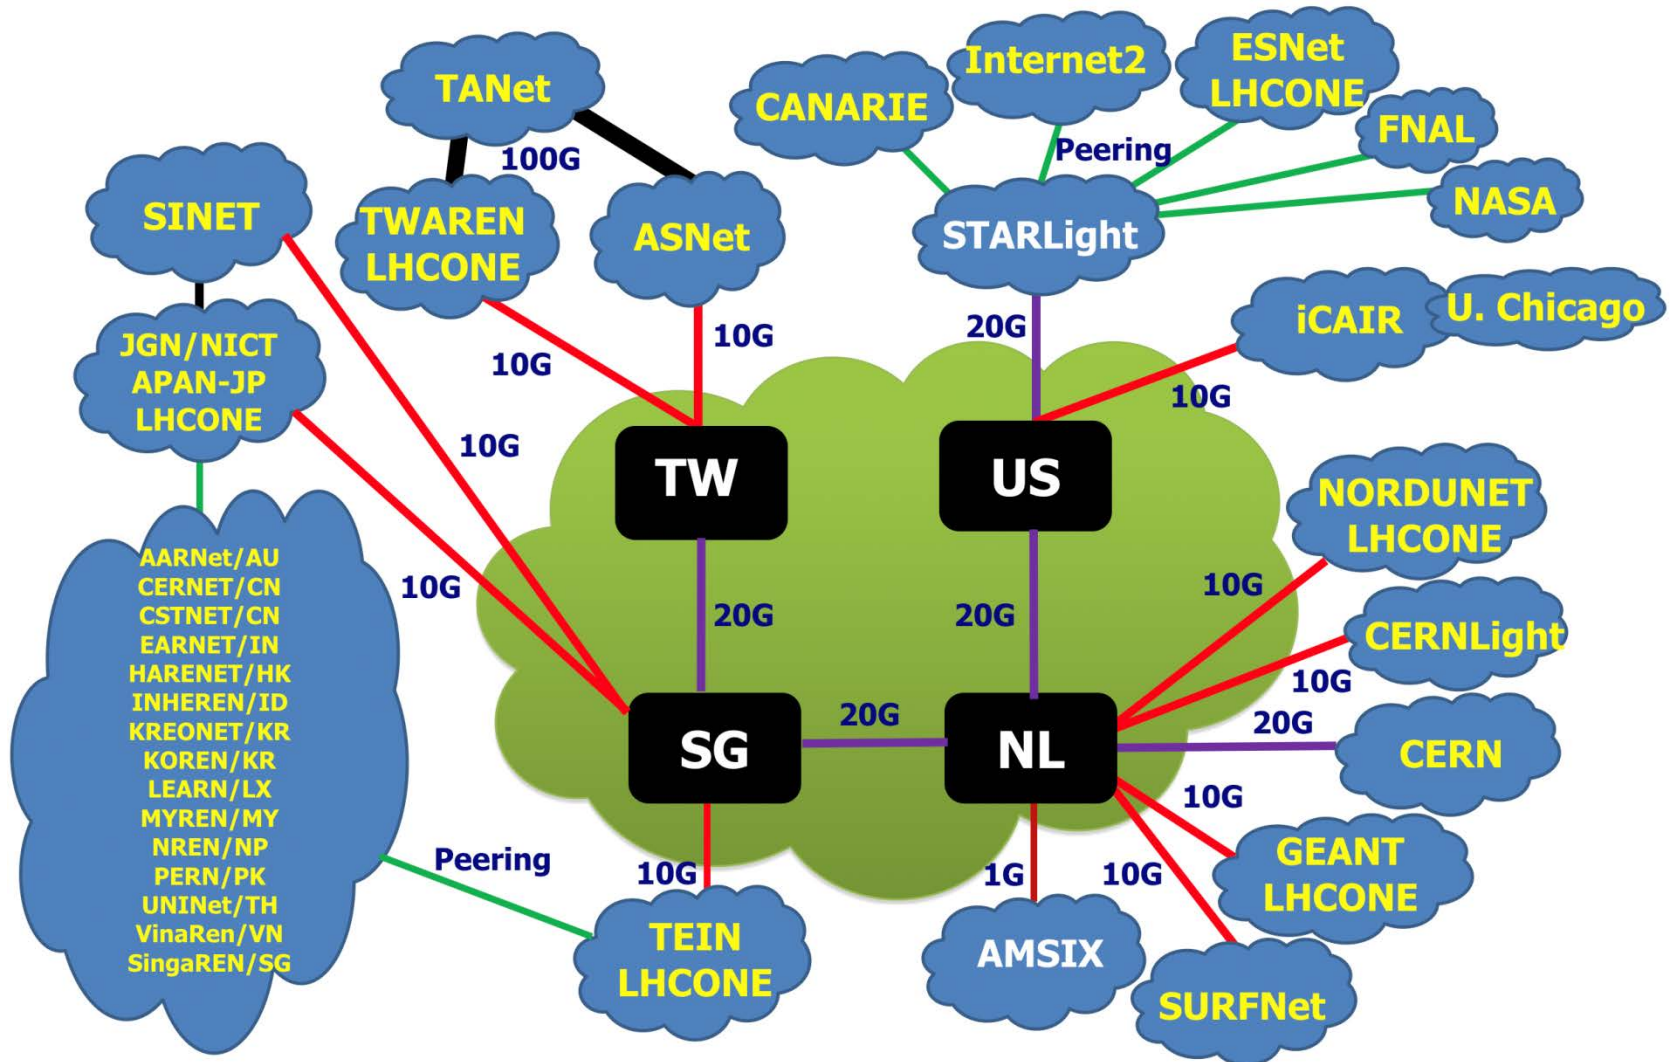 TANet
100G
SINET
TWAREN
LHCONE
ASNet
JGN/NICT
APAN-JP
LHCONE
10G
10G
10G
10G
AARNet/AU
CERNET/CN
CSTNET/CN
EARNET/IN
HARENET/HK
INHEREN/ID
KREONET/KR
KOREN/KR
LEARN/LX
MYREN/MY
NREN/NP
PERN/PK
UNINet/TH
VinaRen/VN
SingaREN/SG
Peering
TW
20G
SG
10G
TEIN
LHCONE
20G
CANARIE
Internet2
ESNet
LHCONE
Peering
FNAL
NASA
STARLight
20G
iCAIR
U. Chicago
10G
US
20G
NL
NORDUNET
LHCONE
10G
CERNLight
10G
20G
CERN
10G
GEANT
LHCONE
1G
10G
AMSIX
SURFNet